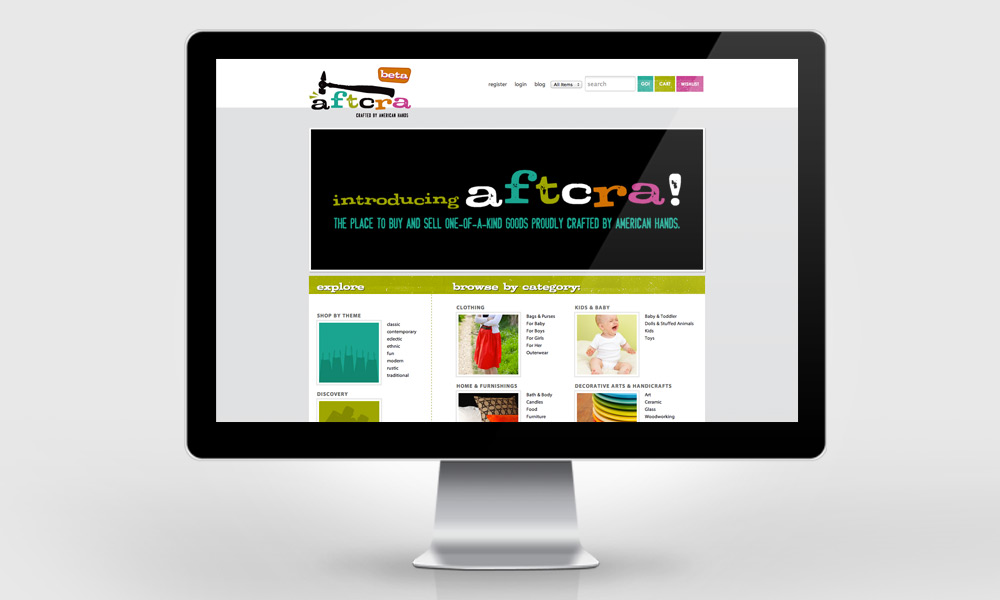 beta
aftcra
CRAFTED BY AMERICAN HANDS
register login blog All Items search GO! CART WISHLIST
introducing aftcra!
THE PLACE TO BUY AND SELL ONE-OF-A-KIND GOODS PROUDLY CRAFTED BY AMERICAN HANDS.
explore
browse by category:
SHOP BY THEME
classic
contemporary
eclectic
ethnic
fun
modern
rustic
traditional
DISCOVERY
CLOTHING
Bags & Purses
For Baby
For Boys
For Girls
For Her
Outerwear
KIDS & BABY
Baby & Toddler
Dolls & Stuffed Animals
Kids
Toys
HOME & FURNISHINGS
Bath & Body
Candles
Food
Furniture
DECORATIVE ARTS & HANDICRAFTS
Art
Ceramic
Glass
Woodworking